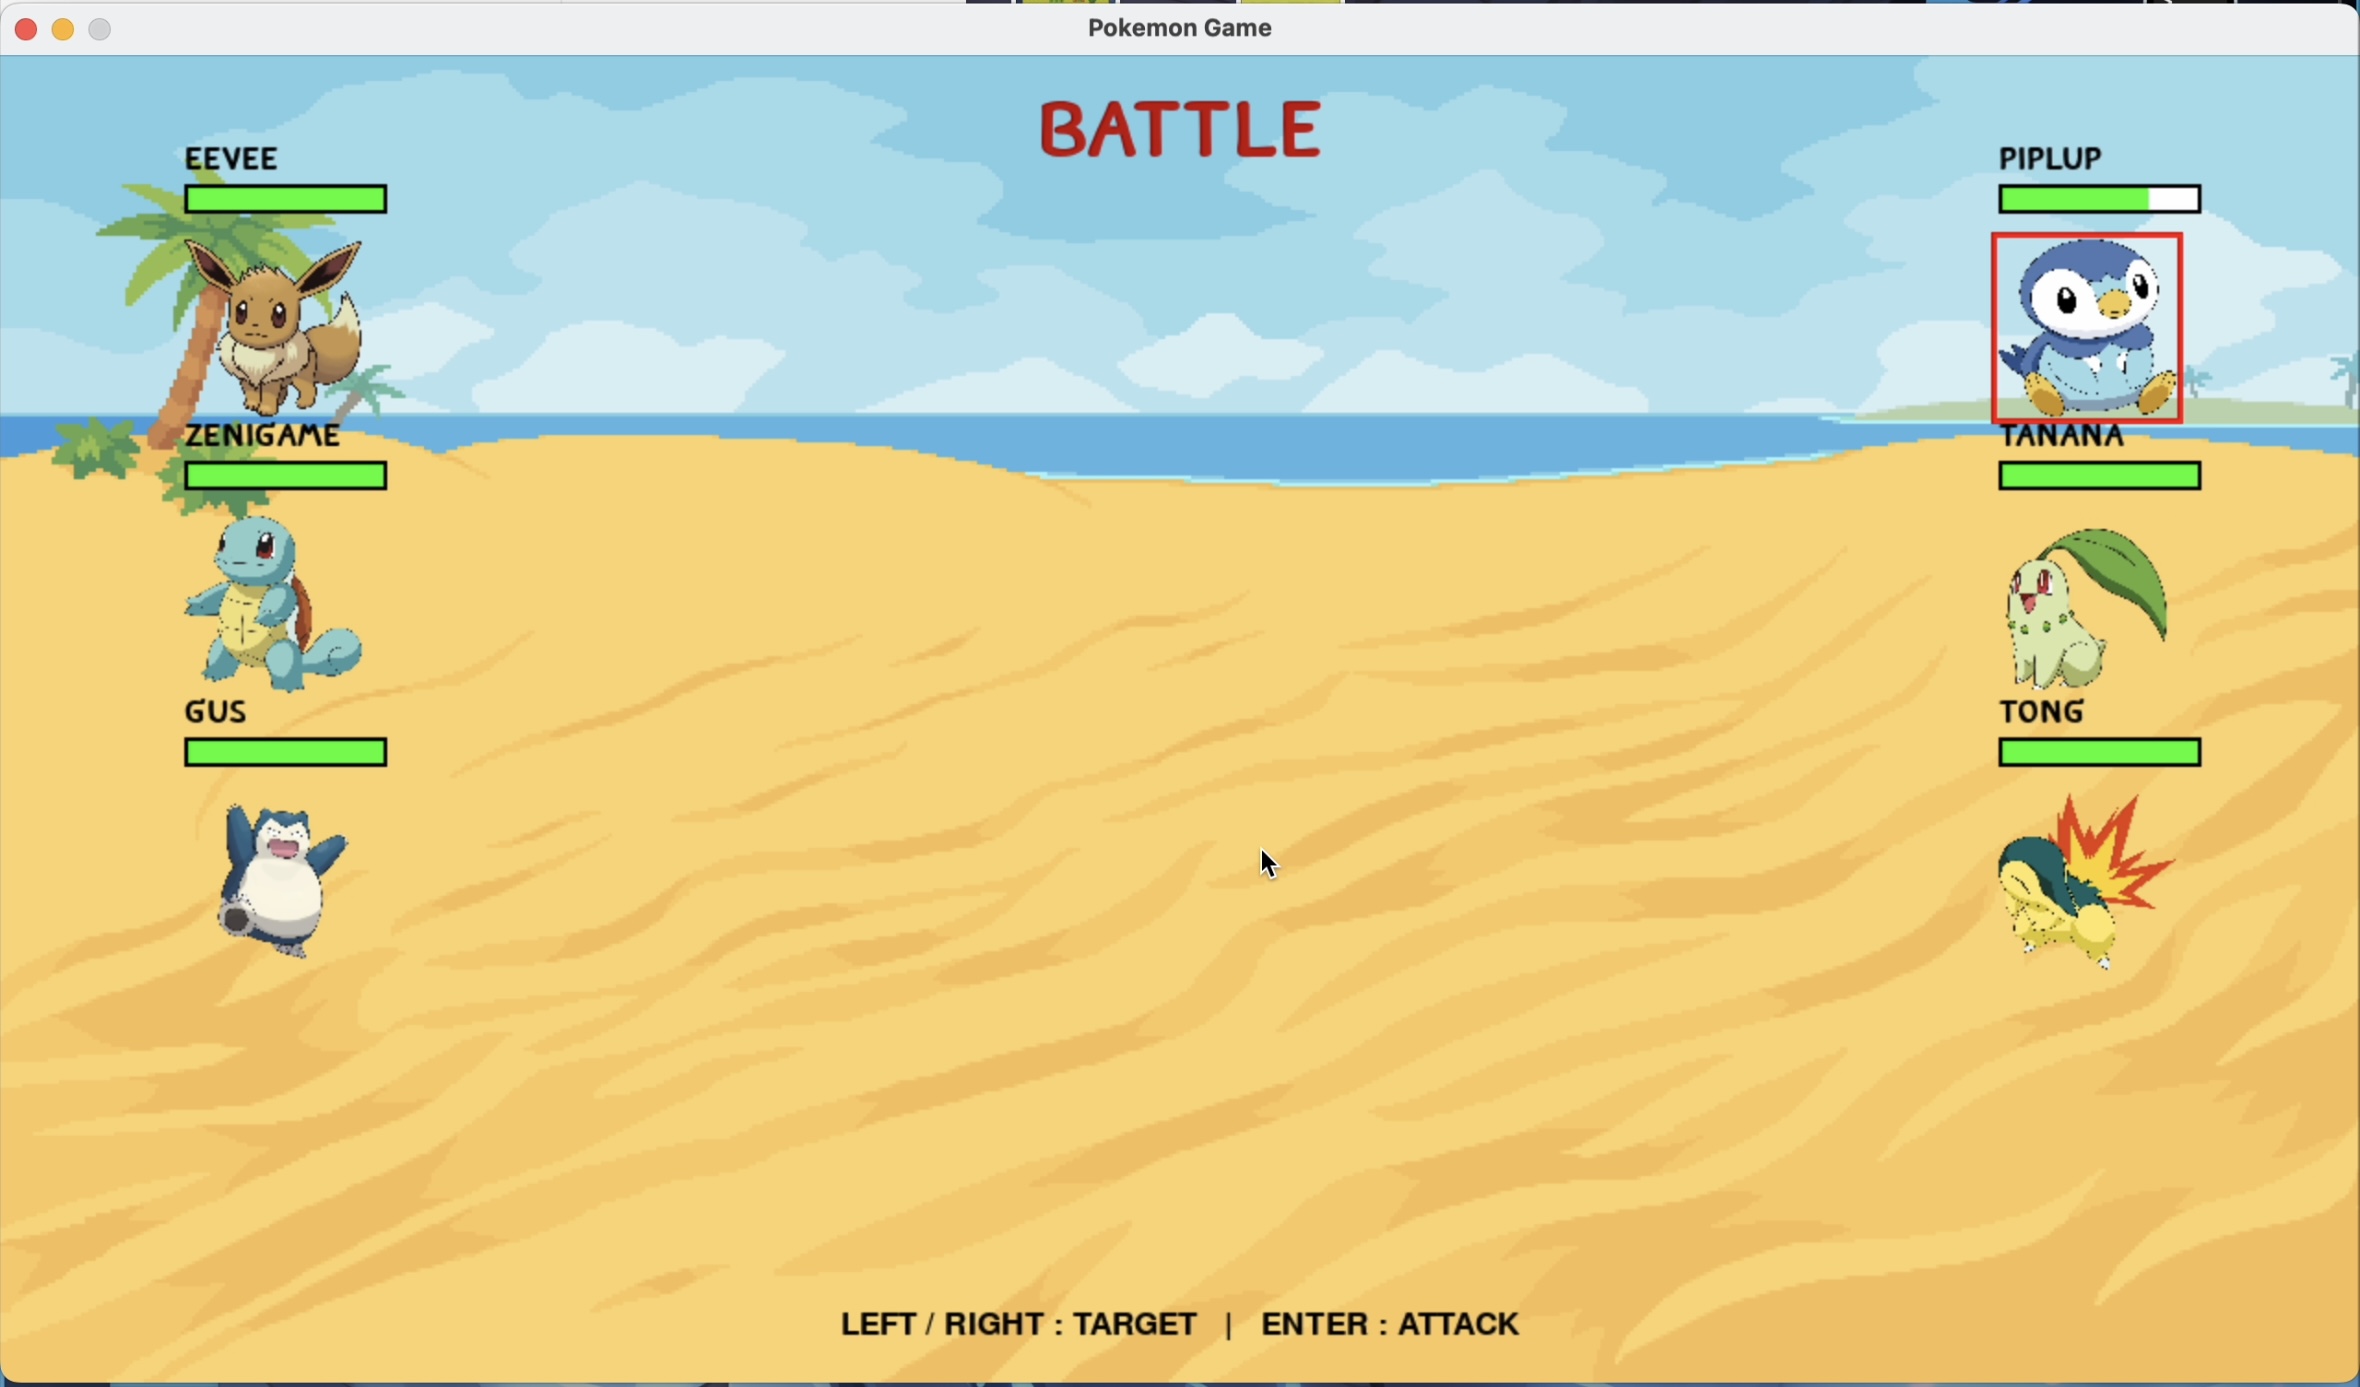 Pokemon Game
BATTLE
EEVEE
PIPLUP
ZENIGAME
TANANA
GUS
TONG
LEFT / RIGHT : TARGET | ENTER : ATTACK